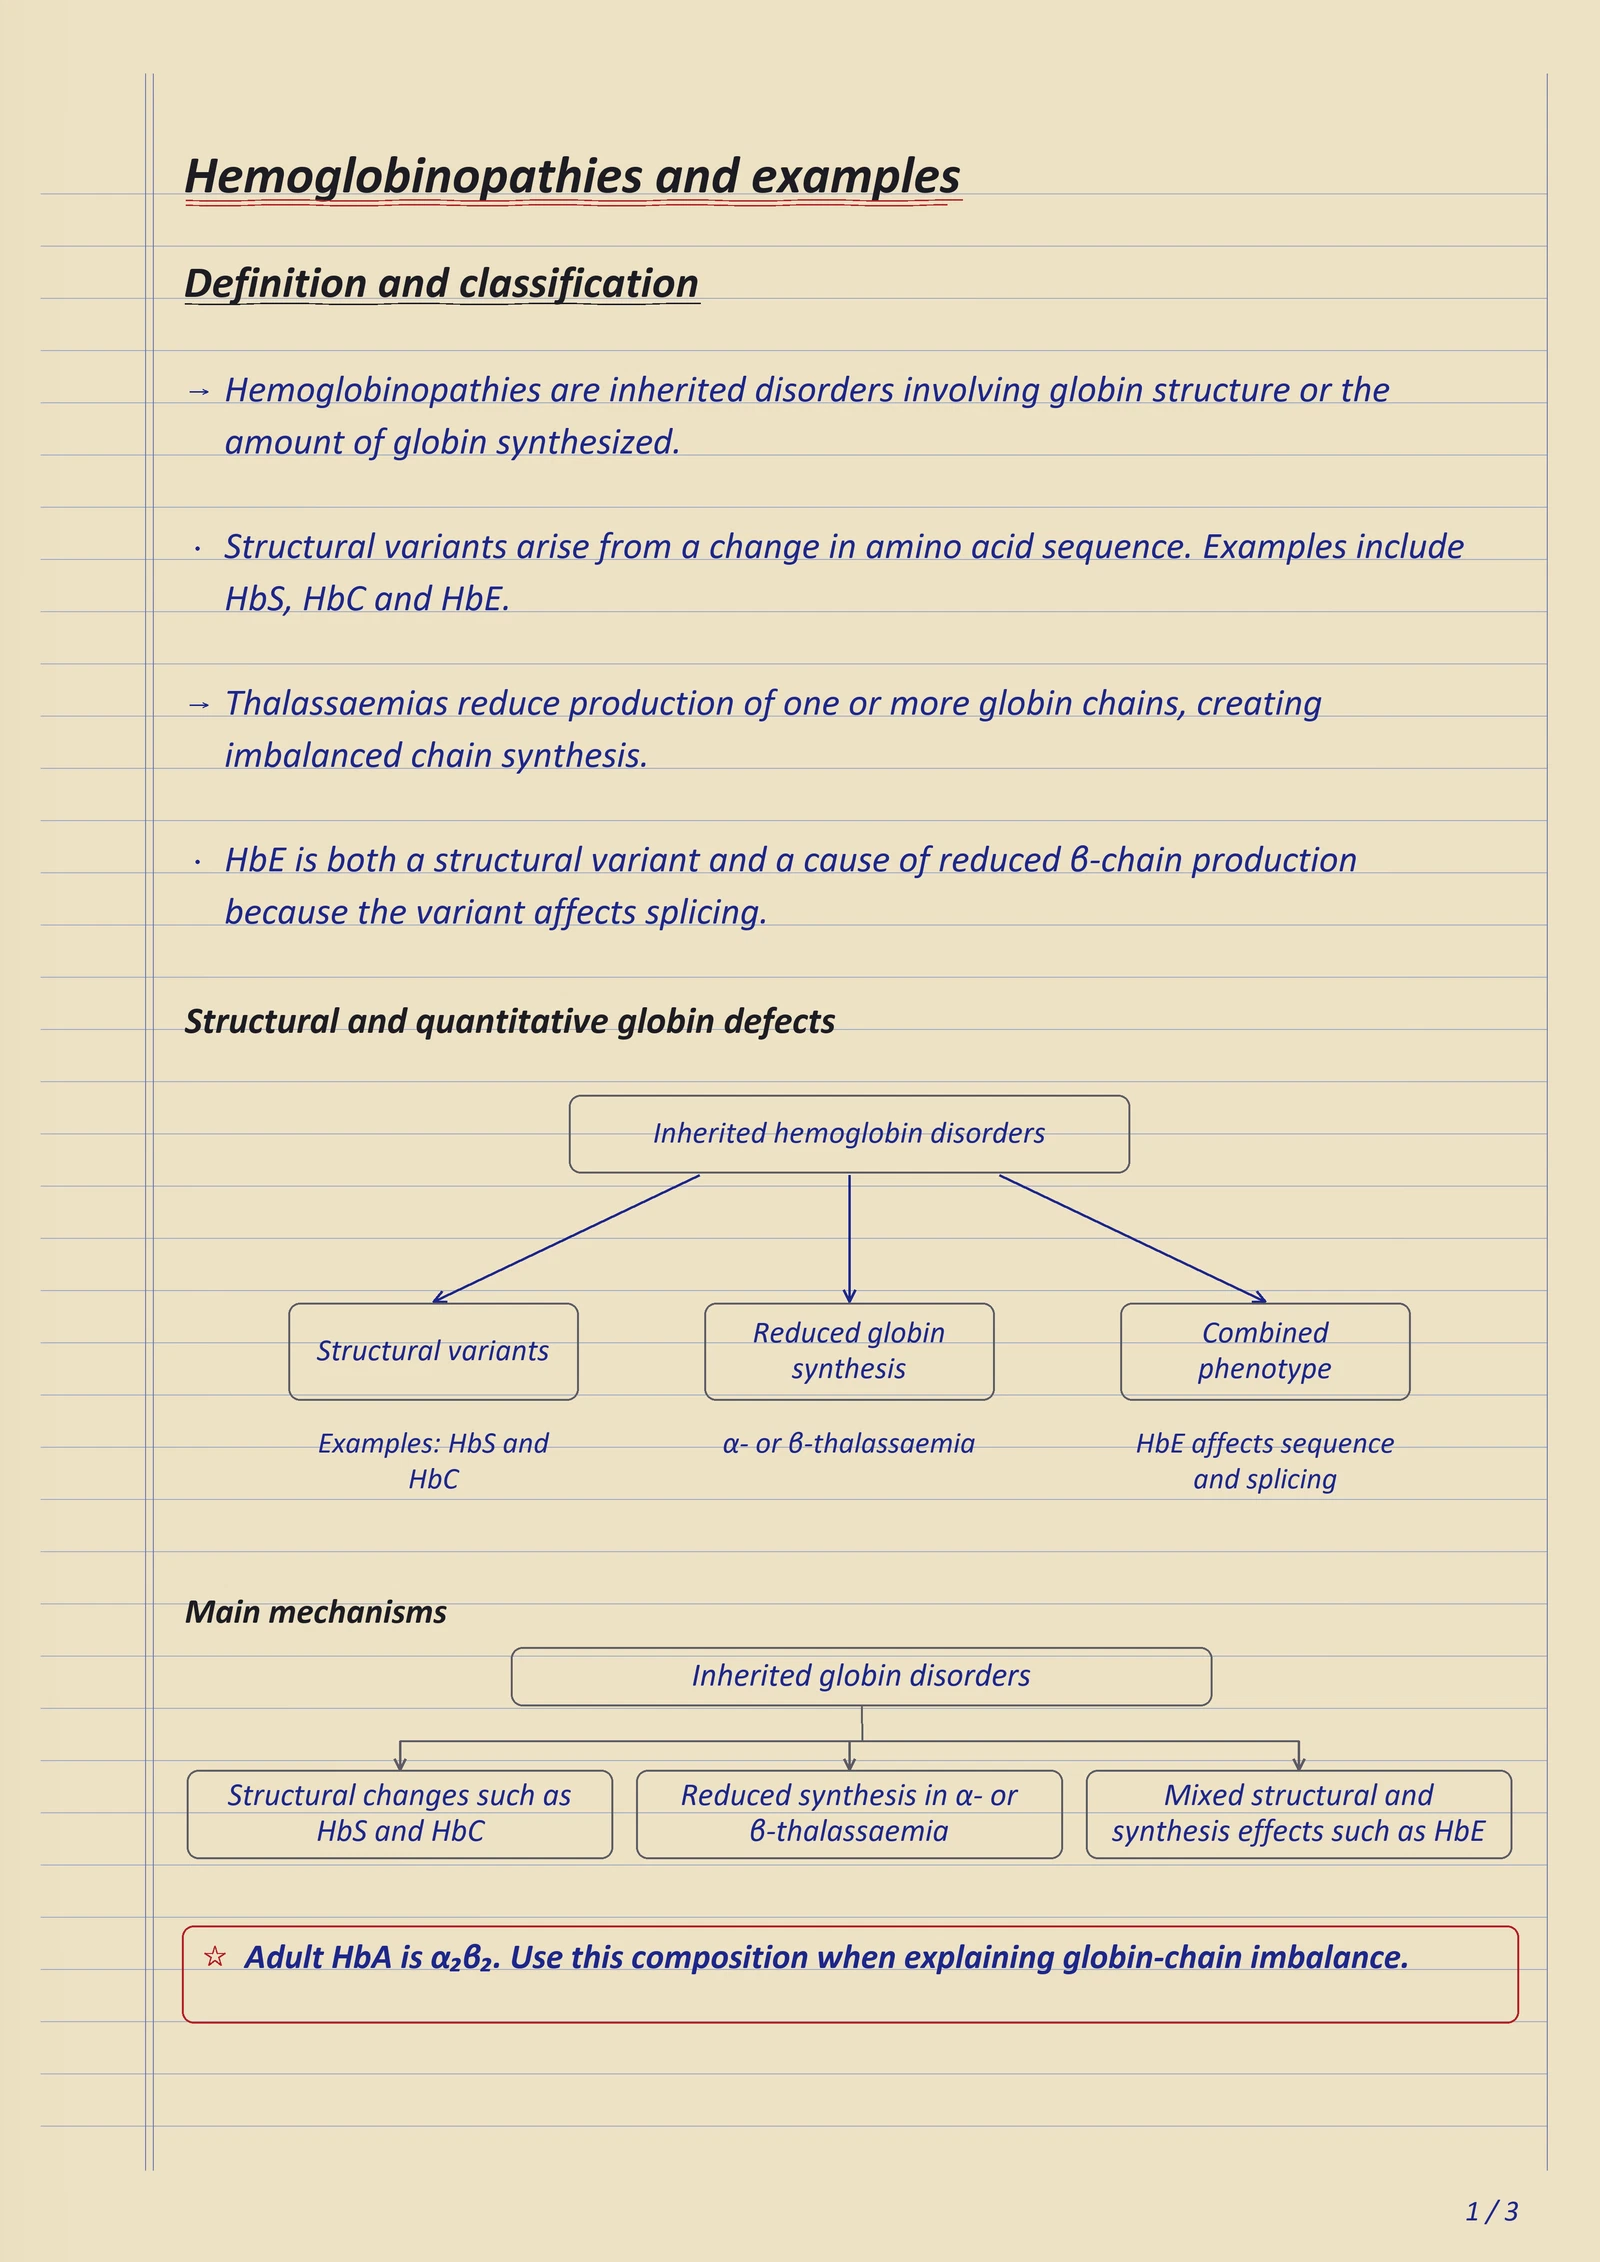 Hemoglobinopathies and examples
Definition and classification
→ Hemoglobinopathies are inherited disorders involving globin structure or the
amount of globin synthesized.
· Structural variants arise from a change in amino acid sequence. Examples include
HbS, HbC and HbE.
→ Thalassaemias reduce production of one or more globin chains, creating
imbalanced chain synthesis.
· HbE is both a structural variant and a cause of reduced β-chain production
because the variant affects splicing.
Structural and quantitative globin defects
Inherited hemoglobin disorders
Structural variants
Reduced globin
synthesis
Combined
phenotype
Examples: HbS and
HbC
α- or β-thalassaemia
HbE affects sequence
and splicing
Main mechanisms
Inherited globin disorders
Structural changes such as
HbS and HbC
Reduced synthesis in α- or
β-thalassaemia
Mixed structural and
synthesis effects such as HbE
☆ Adult HbA is α₂β₂. Use this composition when explaining globin-chain imbalance.
1 / 3